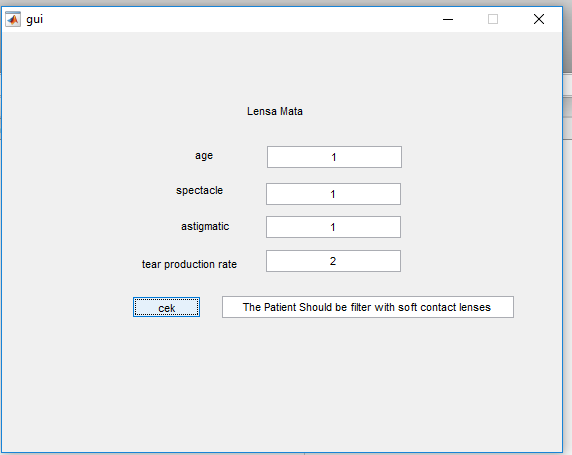 gui
Lensa Mata
age 1
spectacle 1
astigmatic 1
tear production rate 2
cek The Patient Should be filter with soft contact lenses